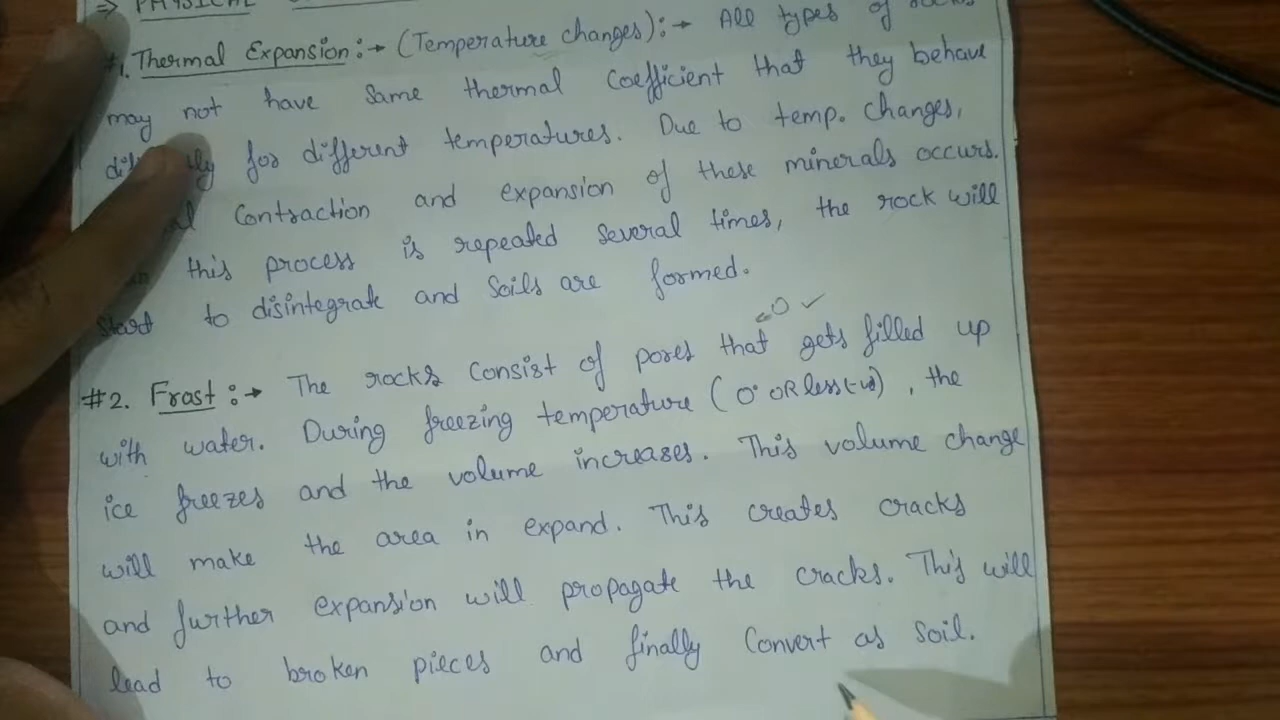 ⇒ PHYSICAL
#1. Thermal Expansion :→ (Temperature changes) :→ All types of rocks
may not have same thermal coefficient that they behave
for different temperatures. Due to temp. changes,
contraction and expansion of these minerals occurs.
this process is repeated several times, the rock will
start to disintegrate and soils are formed.
#2. Frost :→ The rocks consist of pores that gets filled up
with water. During freezing temperature (0° OR less(-ve), the
ice freezes and the volume increases. This volume change
will make the area in expand. This creates cracks
and further expansion will propagate the cracks. This will
lead to broken pieces and finally convert as soil.